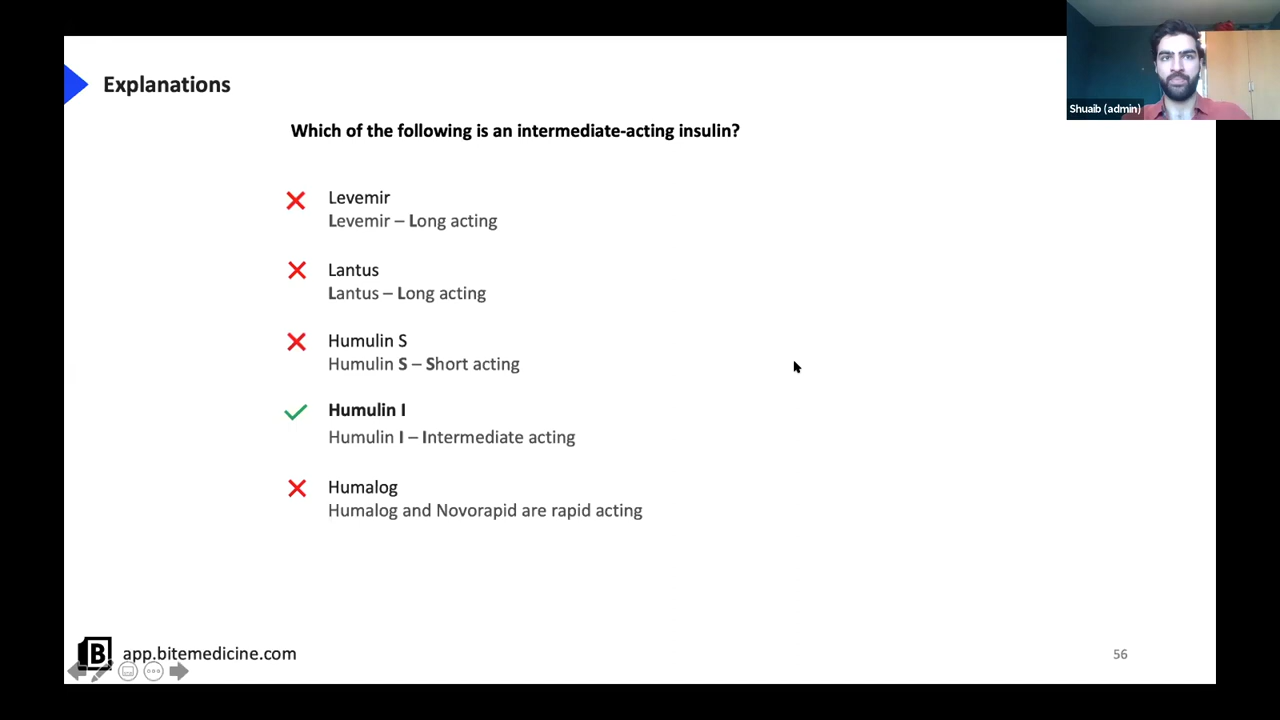 Explanations
Shuaib (admin)
Which of the following is an intermediate-acting insulin?
Levemir
Levemir – Long acting
Lantus
Lantus – Long acting
Humulin S
Humulin S – Short acting
Humulin I
Humulin I – Intermediate acting
Humalog
Humalog and Novorapid are rapid acting
B app.bitemedicine.com
56